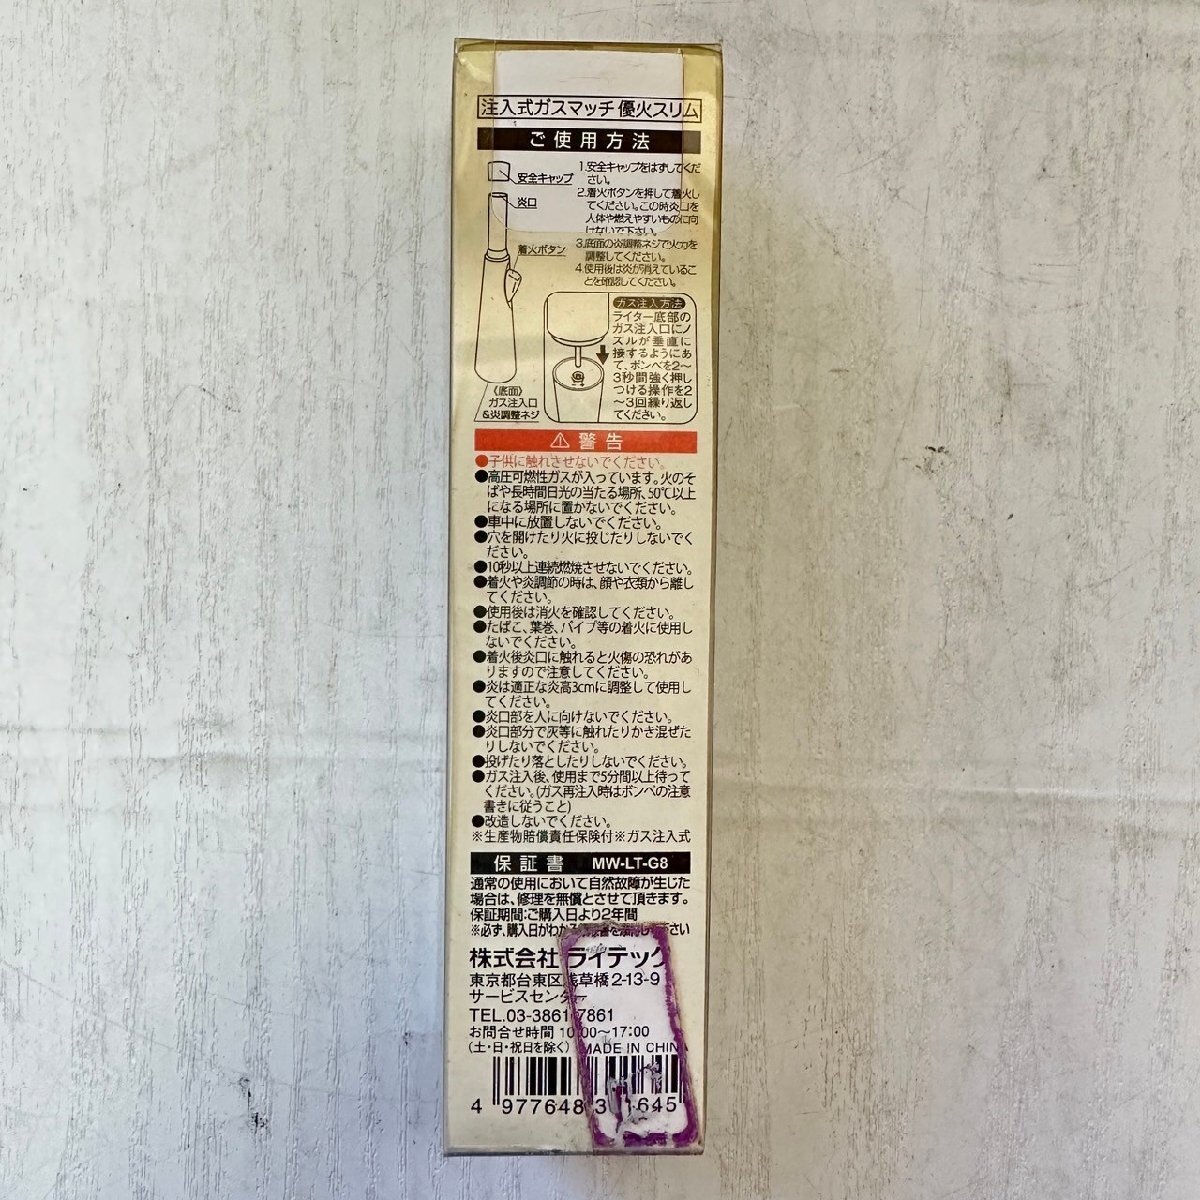 注入式ガスマッチ 優火スリム
ご使用方法
安全キャップ
炎口
着火ボタン
《底面》
ガス注入口
&炎調整ネジ
1.安全キャップをはずしてくだ
さい。
2.着火ボタンを押して着火し
てください。この時炎口を
人体や燃えやすいものに向
けないで下さい。
3.底面の炎調整ネジで火力を
調整してください。
4.使用後は炎が消えているこ
とを確認してください。
ガス注入方法
ライター底部の
ガス注入口にノ
ズルが垂直に
接するようにあ
て、ボンベを2〜
3秒間強く押し
つける操作を2
〜3回繰り返し
てください。
警告
●子供に触れさせないでください。
●高圧可燃性ガスが入っています。火のそ
ばや長時間日光の当たる場所、50℃以上
になる場所に置かないでください。
●車中に放置しないでください。
●穴を開けたり火に投じたりしないでく
ださい。
●10秒以上連続燃焼させないでください。
●着火や炎調節の時は、顔や衣類から離し
てください。
●使用後は消火を確認してください。
●たばこ、葉巻、パイプ等の着火に使用し
ないでください。
●着火後炎口に触れると火傷の恐れがあ
りますので注意してください。
●炎は適正な炎高3cmに調整して使用し
てください。
●炎口部を人に向けないでください。
●炎口部分で灰等に触れたりかき混ぜた
りしないでください。
●投げたり落としたりしないでください。
●ガス注入後、使用まで5分間以上待って
ください。(ガス再注入時はボンベの注意
書きに従うこと)
●改造しないでください。
※生産物賠償責任保険付※ガス注入式
保証書 MW-LT-G8
通常の使用において自然故障が生じた
場合は、修理を無償とさせて頂きます。
保証期間:ご購入日より2年間
※必ず、購入日がわかる
株式会社 ライテック
東京都台東区浅草橋2-13-9
サービスセンター
TEL.03-3861-7861
お問合せ時間 10:00〜17:00
(土・日・祝日を除く) MADE IN CHINA
4 977648 3 1645